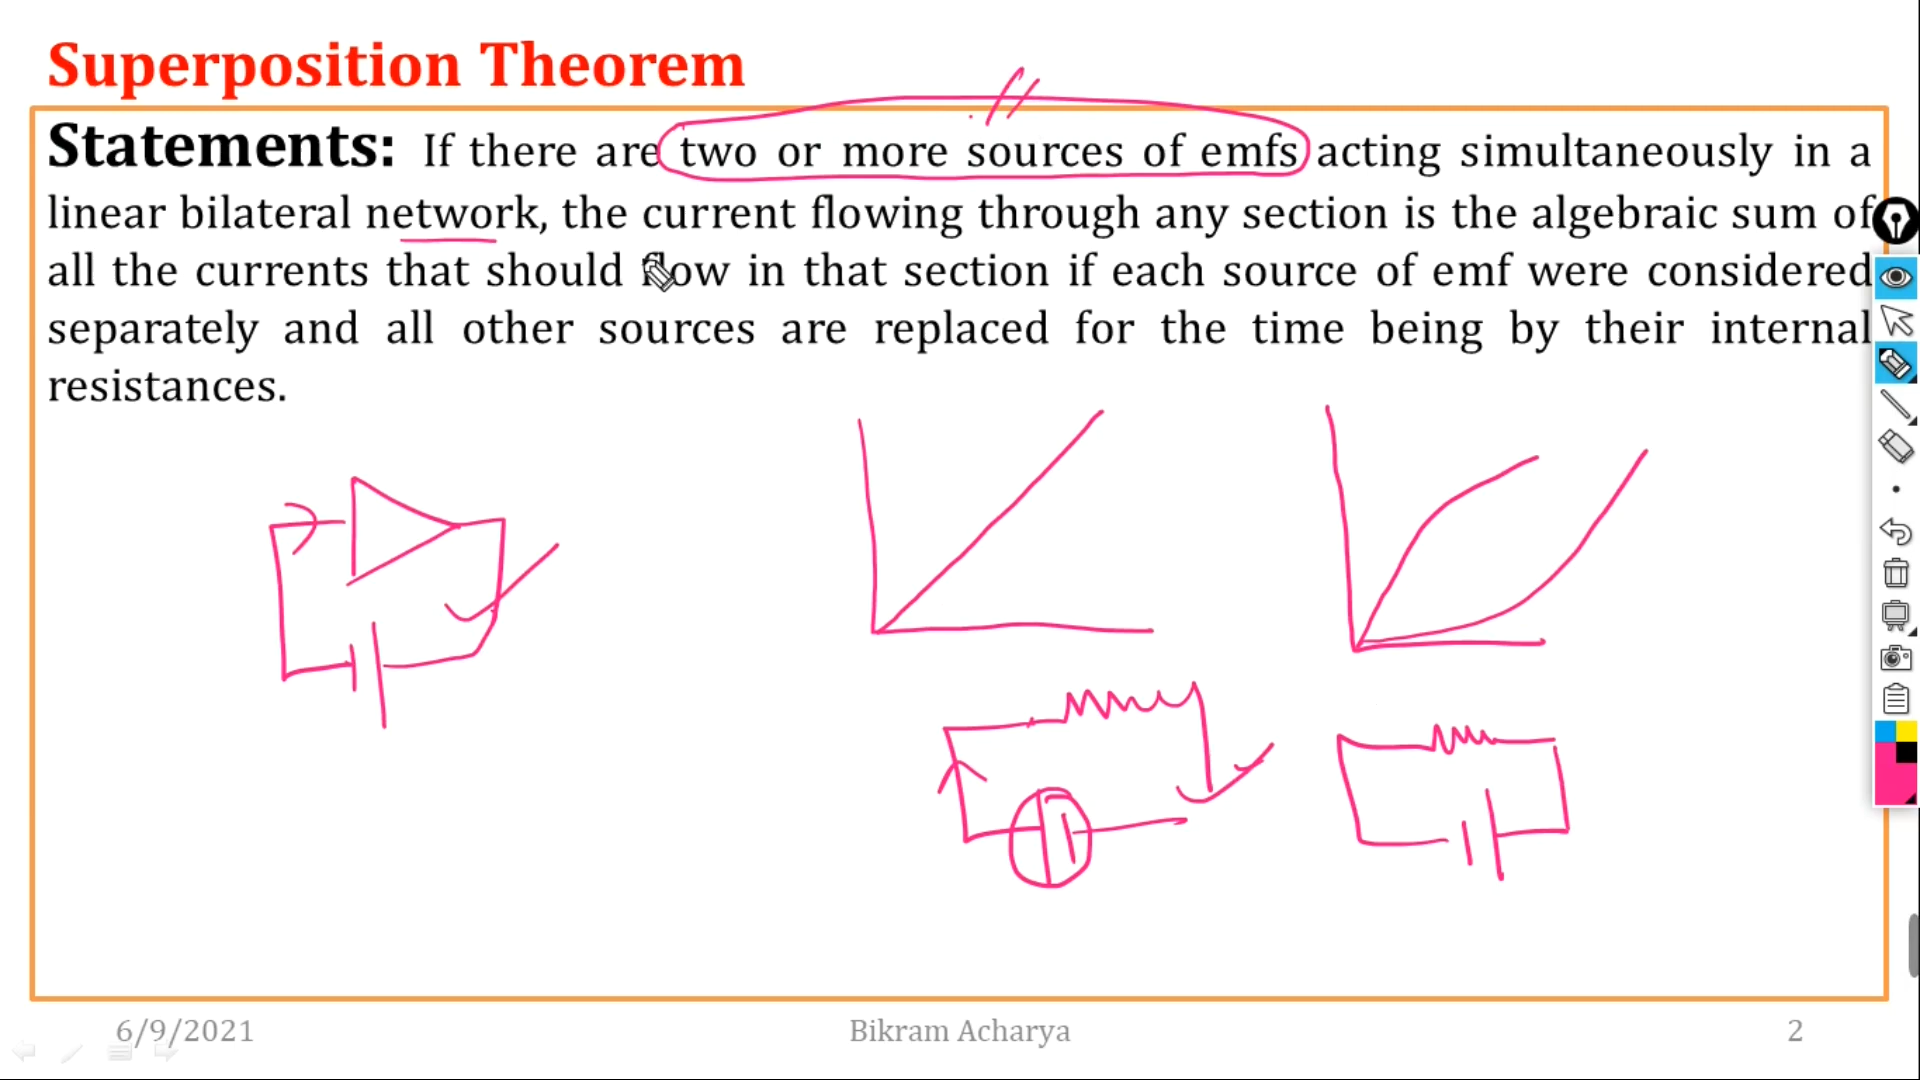 Superposition Theorem
Statements: If there are two or more sources of emfs acting simultaneously in a
linear bilateral network, the current flowing through any section is the algebraic sum of
all the currents that should flow in that section if each source of emf were considered
separately and all other sources are replaced for the time being by their internal
resistances.
6/9/2021
Bikram Acharya
2